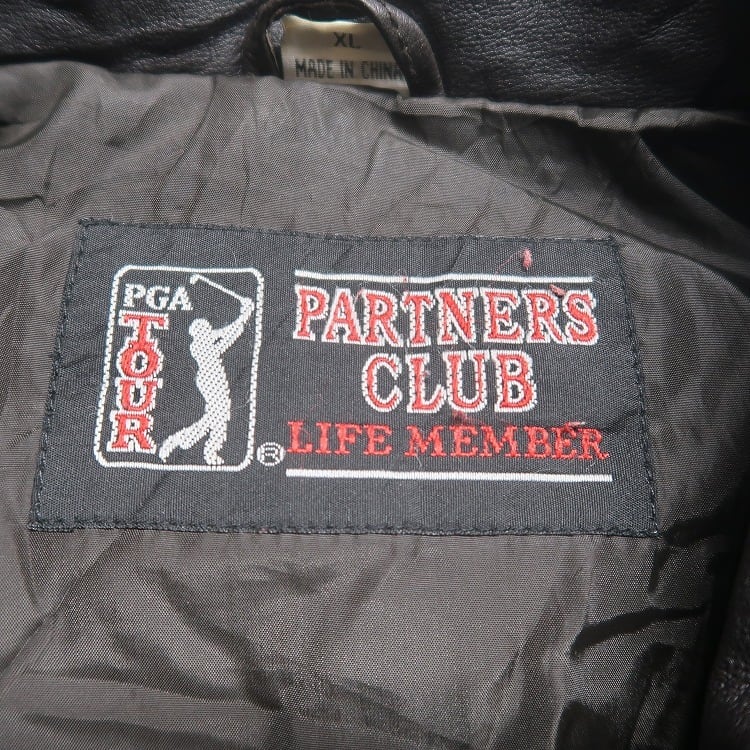 XL
MADE IN CHINA
PGA
TOUR
®
PARTNERS
CLUB
LIFE MEMBER